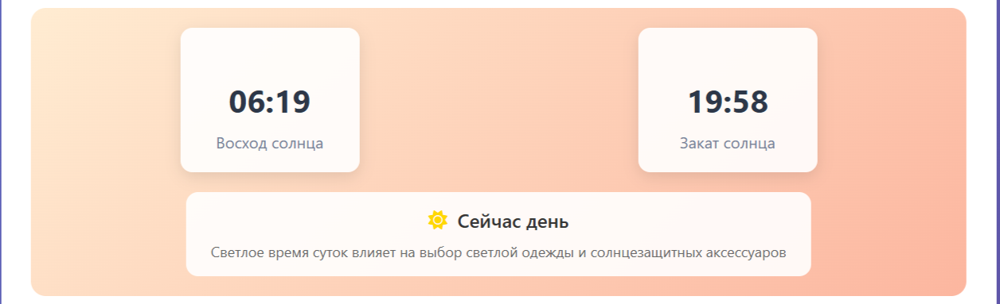 06:19
19:58
Восход солнца
Закат солнца
Сейчас день
Светлое время суток влияет на выбор светлой одежды и солнцезащитных аксессуаров